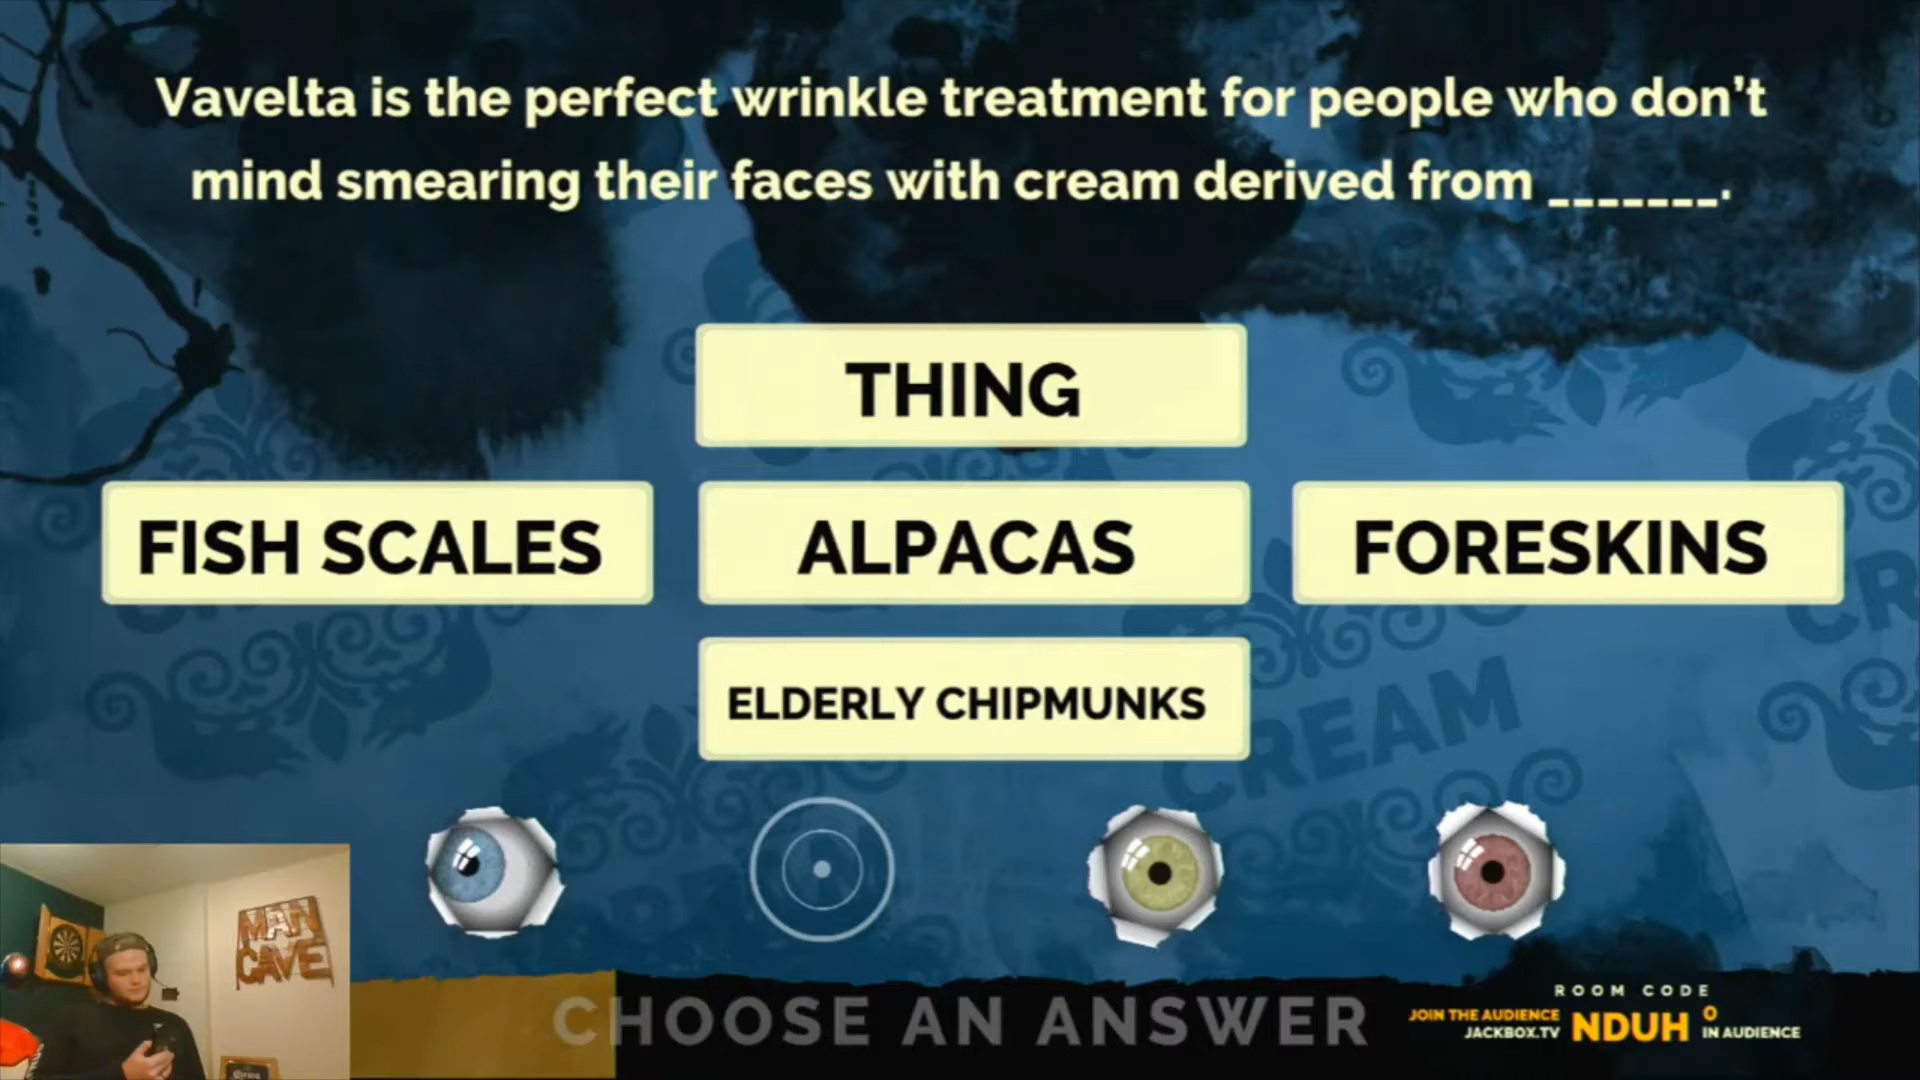 Vavelta is the perfect wrinkle treatment for people who don't
mind smearing their faces with cream derived from _______.
THING
FISH SCALES
ALPACAS
FORESKINS
ELDERLY CHIPMUNKS
CREAM
CR
MAN
CAVE
CHOOSE AN ANSWER
ROOM CODE
JOIN THE AUDIENCE
JACKBOX.TV
NDUH
0
IN AUDIENCE
Corona